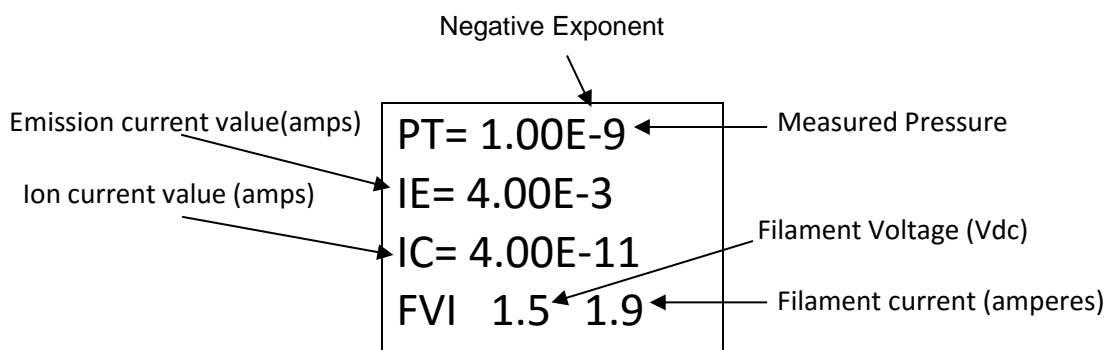 Negative Exponent
Emission current value(amps)
PT= 1.00E-9
Measured Pressure
IE= 4.00E-3
Ion current value (amps)
Filament Voltage (Vdc)
IC= 4.00E-11
FVI 1.5 1.9
Filament current (amperes)